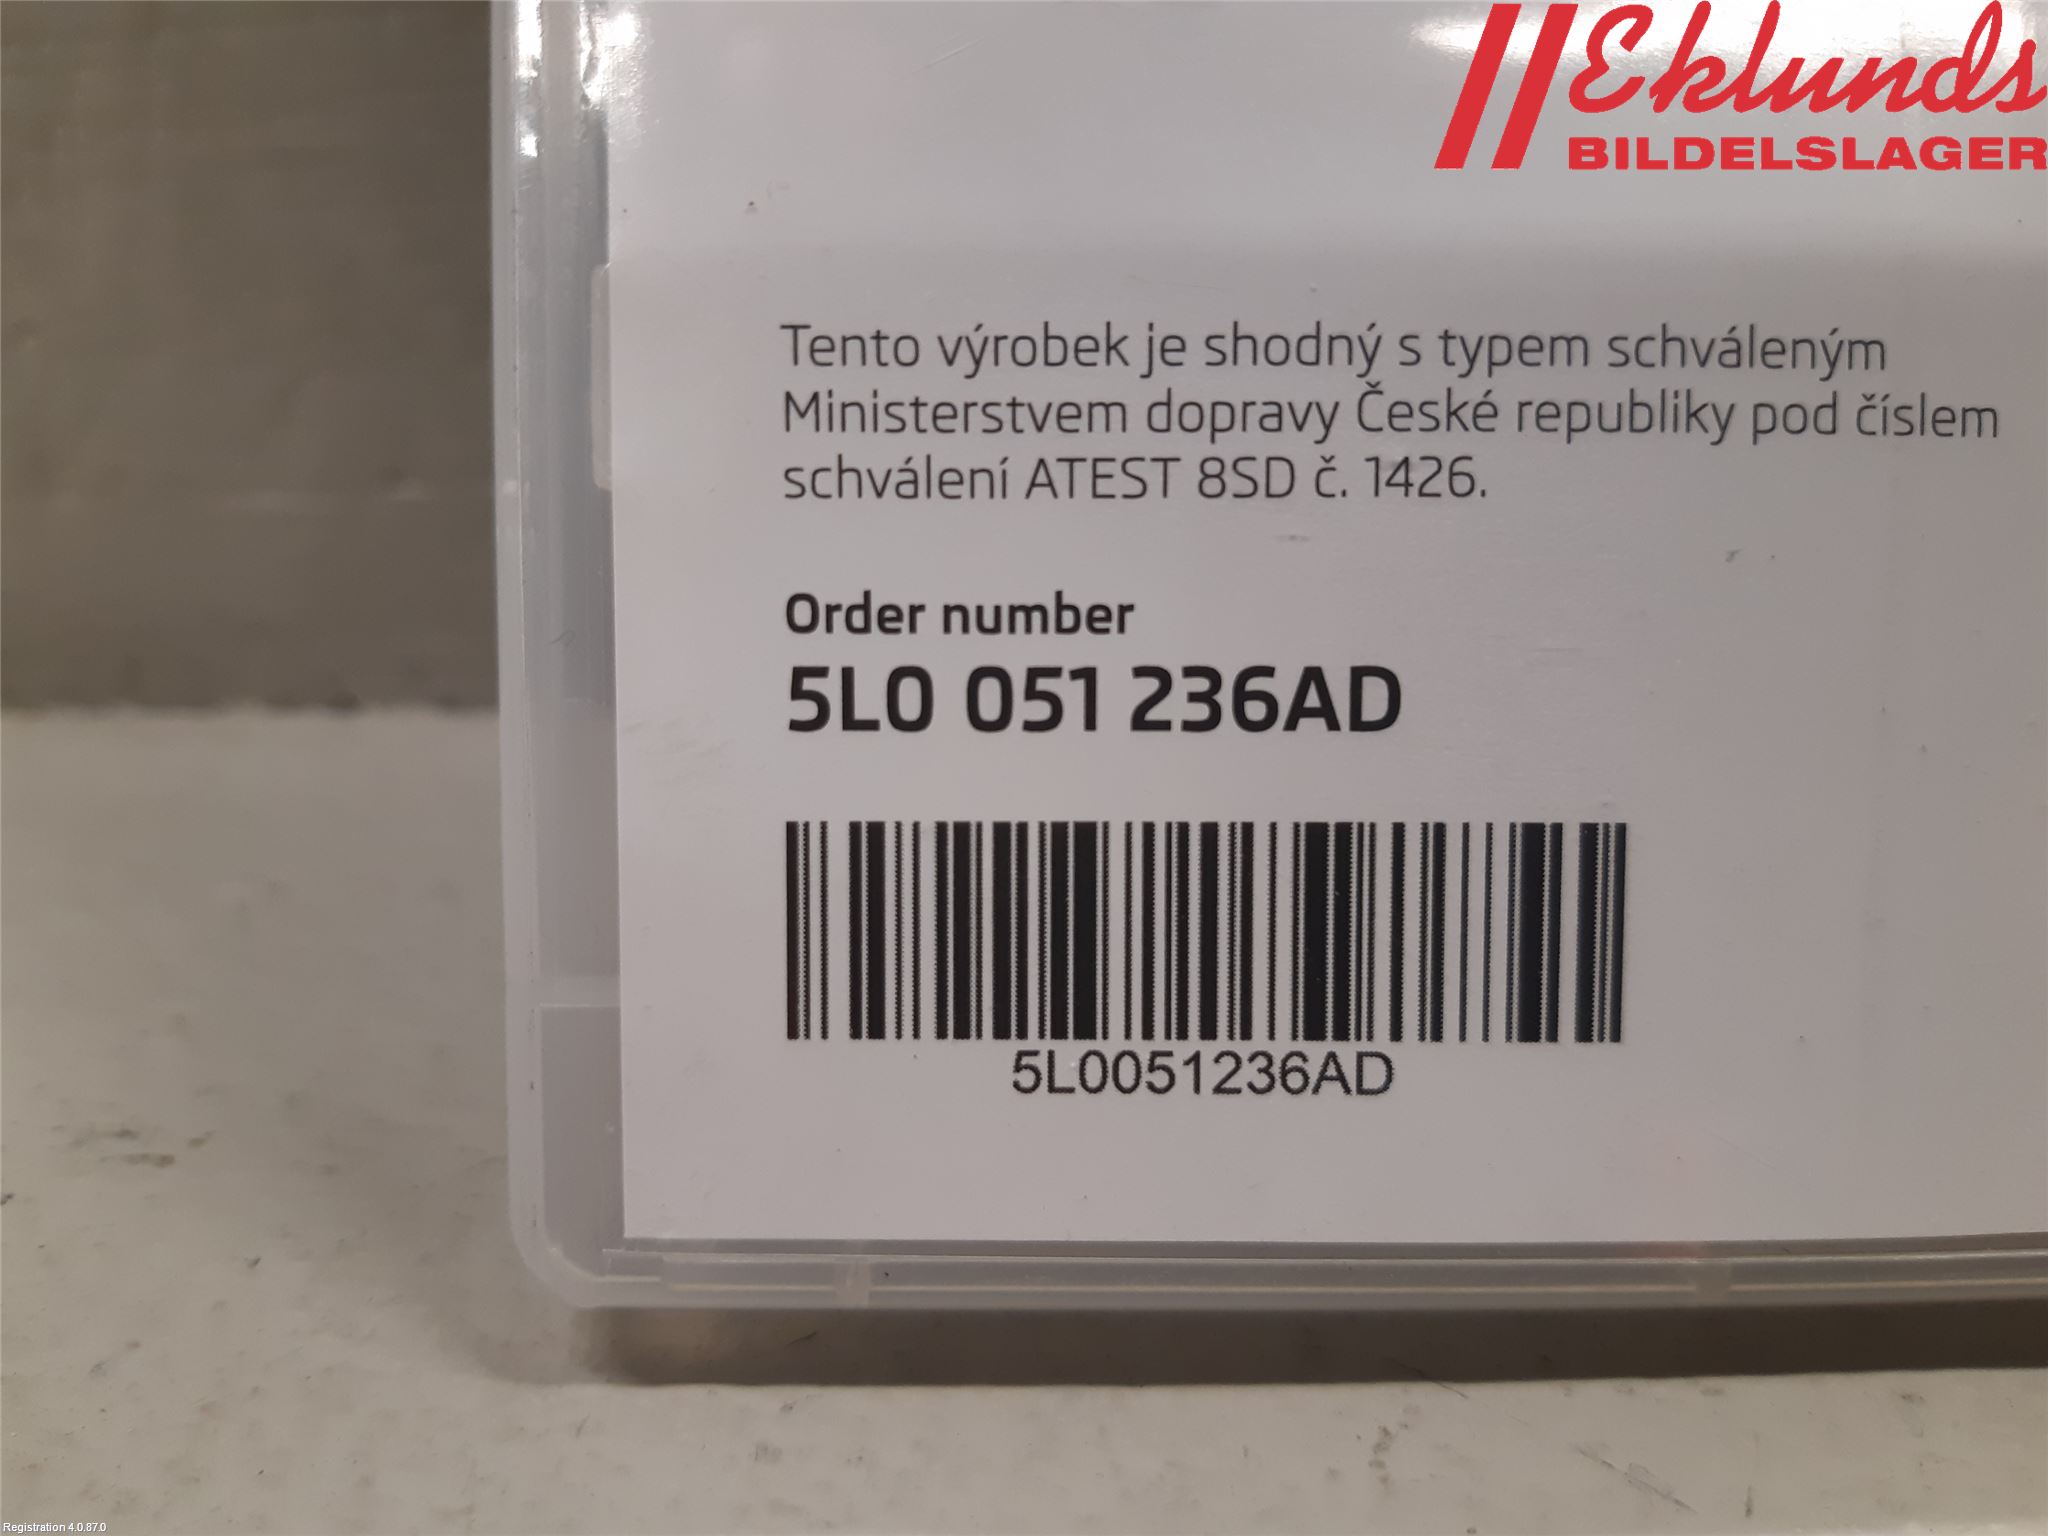 Eklunds
BILDELSLAGER
Tento výrobek je shodný s typem schváleným
Ministerstvem dopravy České republiky pod číslem
schválení ATEST 8SD č. 1426.
Order number
5L0 051 236AD
5L0051236AD
Registration 4.0.87.0